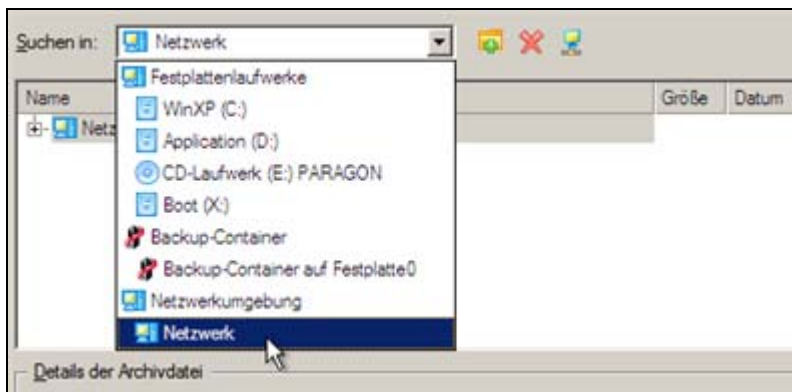 Suchen in: Netzwerk
Festplattenlaufwerke
Name Größe Datum
WinXP (C:)
Netz
Application (D:)
CD-Laufwerk (E:) PARAGON
Boot (X:)
Backup-Container
Backup-Container auf Festplatte0
Netzwerkumgebung
Netzwerk
Details der Archivdatei